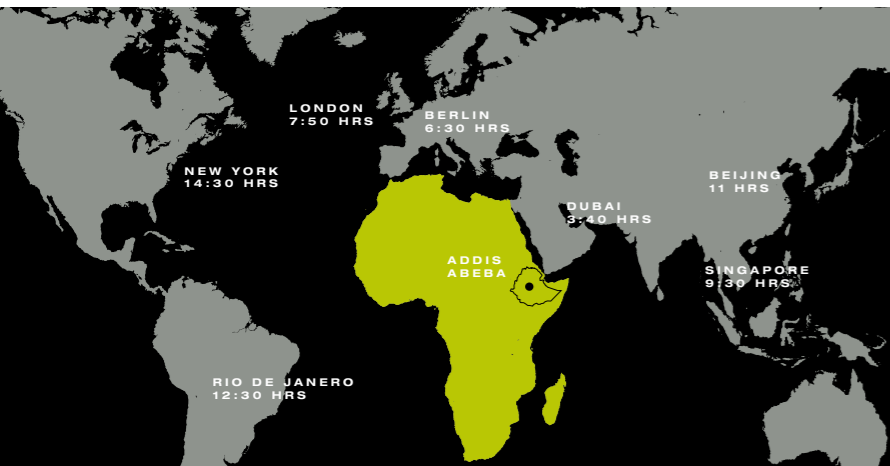 LONDON
7:50 HRS
BERLIN
6:30 HRS
NEW YORK
14:30 HRS
BEIJING
11 HRS
DUBAI
3:40 HRS
ADDIS
ABEBA
SINGAPORE
9:30 HRS
RIO DE JANERO
12:30 HRS